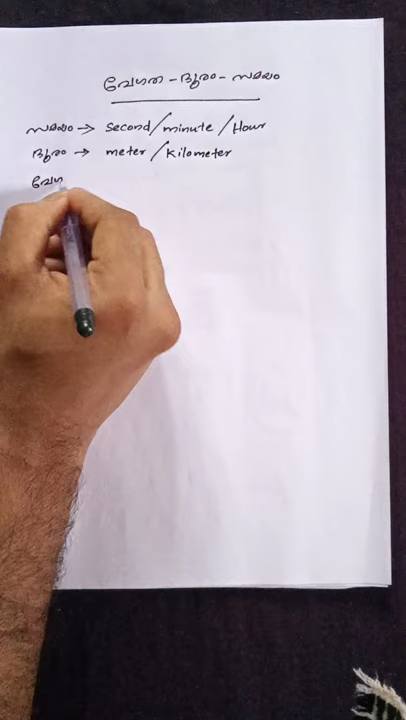 വേഗത - ദൂരം - സമയം
സമയം → second/minute/Hour
ദൂരം → meter/kilometer
വേഗ